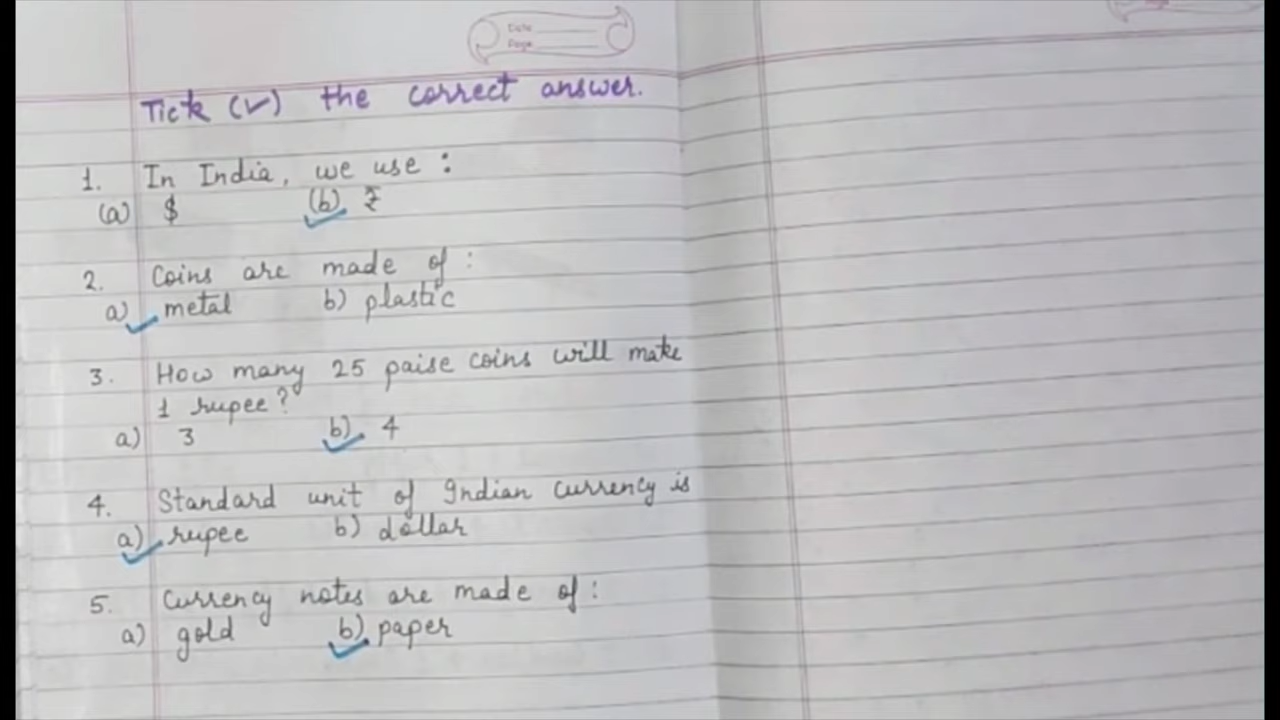 Date
Page
Tick (✓) the correct answer.
1. In India, we use :
(a) $ (b) ₹
2. Coins are made of :
a) metal b) plastic
3. How many 25 paise coins will make
1 rupee?
a) 3 b) 4
4. Standard unit of Indian currency is
a) rupee b) dollar
5. Currency notes are made of :
a) gold b) paper